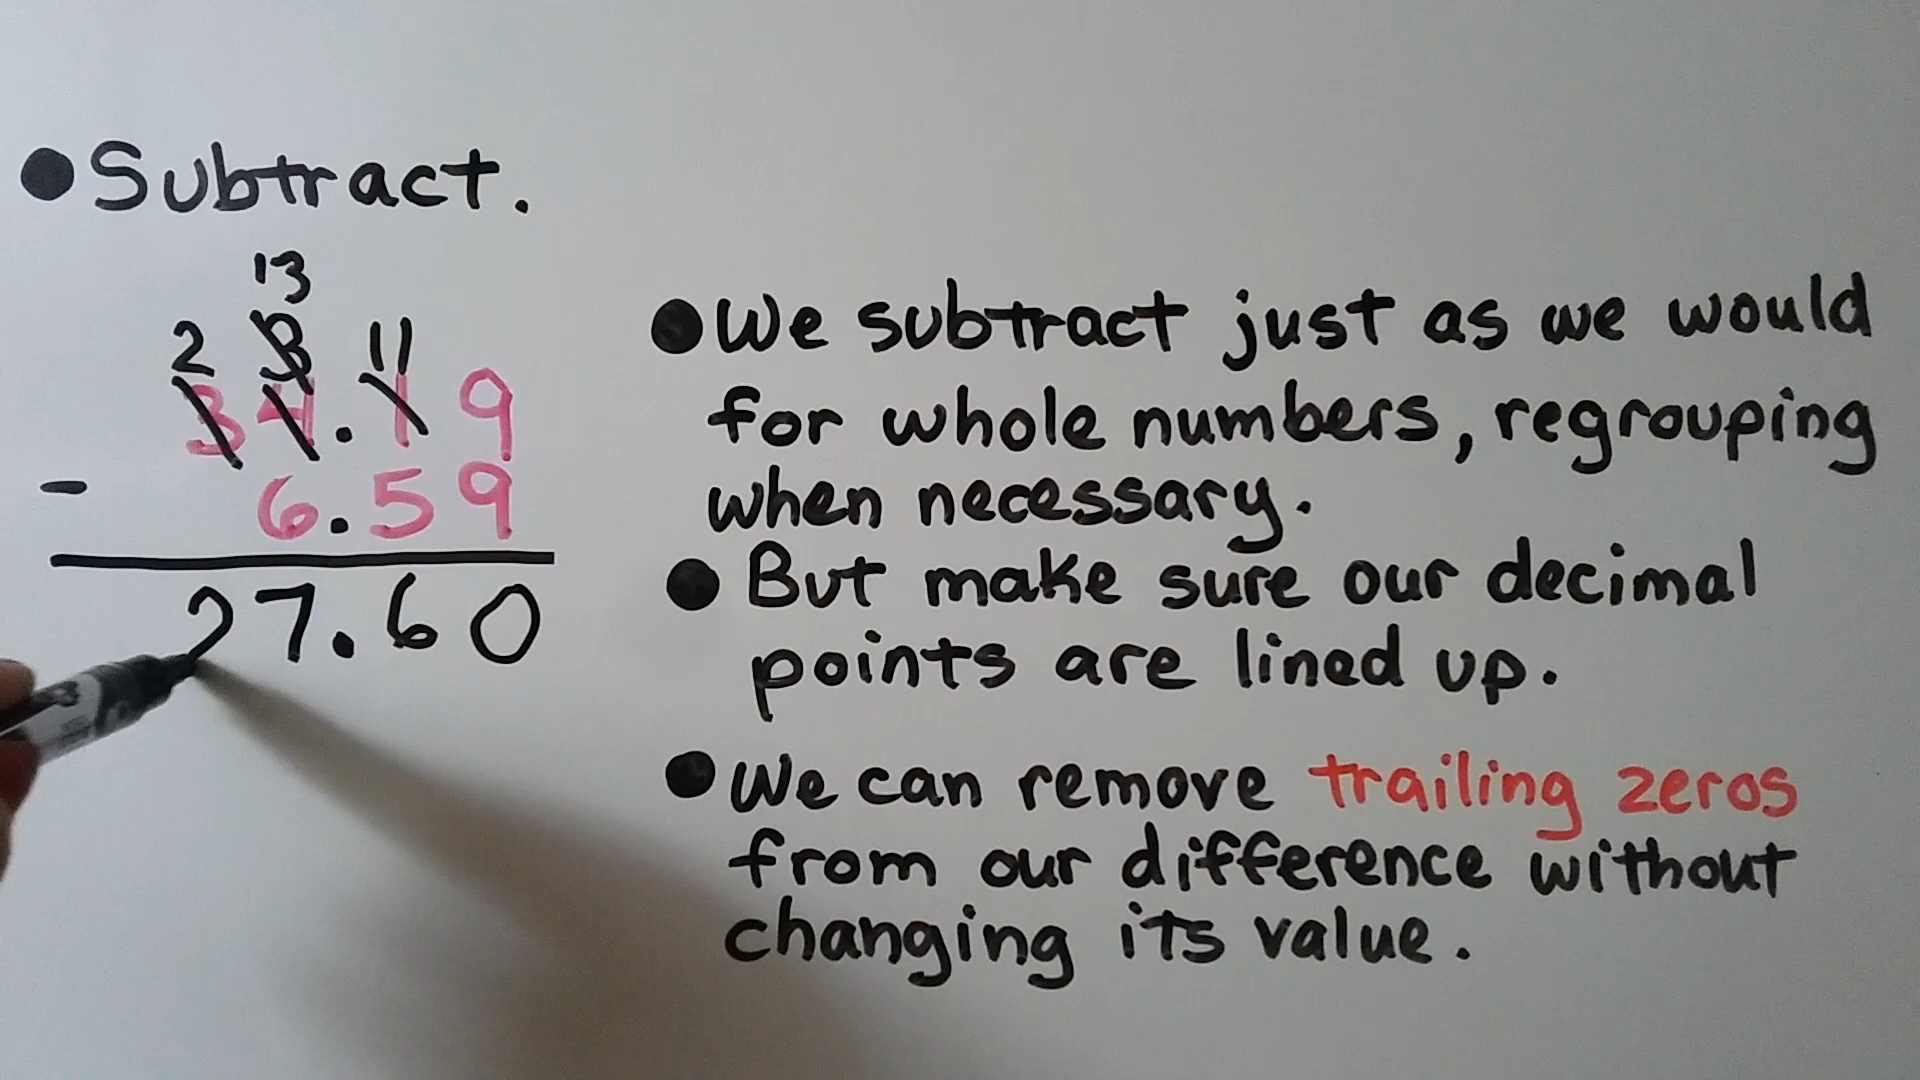 • Subtract.
13
2 3 11
34.19
- 6.59
27.60
• We subtract just as we would
for whole numbers, regrouping
when necessary.
• But make sure our decimal
points are lined up.
• We can remove trailing zeros
from our difference without
changing its value.